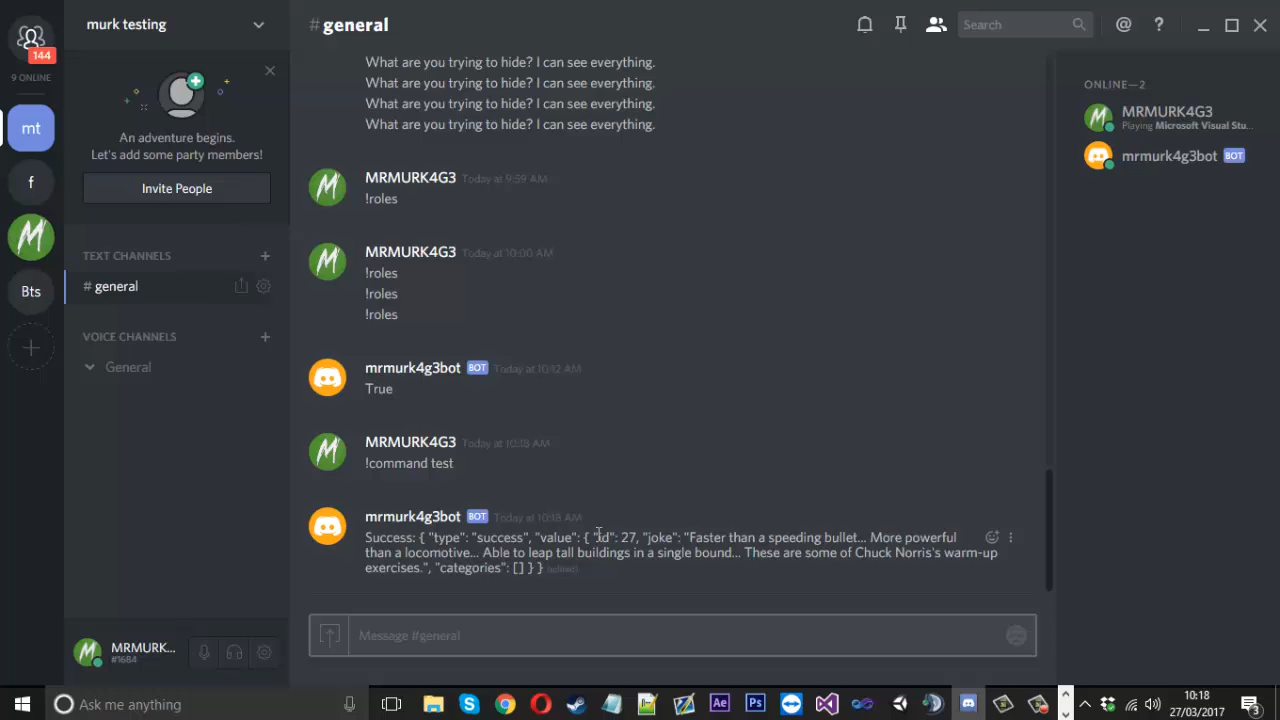 murk testing
#general
Search
144
9 ONLINE
mt
f
Bts
An adventure begins.
Let's add some party members!
Invite People
TEXT CHANNELS
# general
VOICE CHANNELS
General
MRMURK...
#1684
What are you trying to hide? I can see everything.
What are you trying to hide? I can see everything.
What are you trying to hide? I can see everything.
What are you trying to hide? I can see everything.
MRMURK4G3 Today at 9:59 AM
!roles
MRMURK4G3 Today at 10:00 AM
!roles
!roles
!roles
mrmurk4g3bot BOT Today at 10:12 AM
True
MRMURK4G3 Today at 10:18 AM
!command test
mrmurk4g3bot BOT Today at 10:18 AM
Success: { "type": "success", "value": { "id": 27, "joke": "Faster than a speeding bullet... More powerful
than a locomotive... Able to leap tall buildings in a single bound... These are some of Chuck Norris's warm-up
exercises.", "categories": [] } } (edited)
Message #general
ONLINE—2
MRMURK4G3
Playing Microsoft Visual Stu...
mrmurk4g3bot BOT
Ask me anything
Ae
Ps
10:18
27/03/2017
3